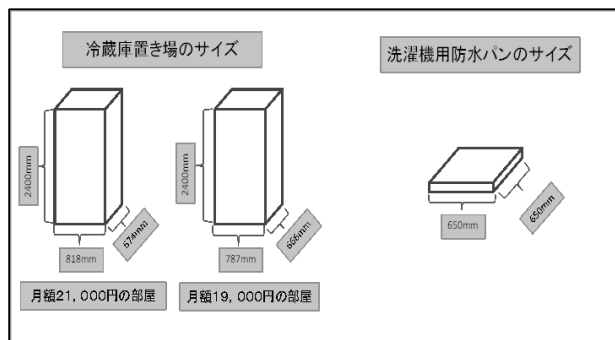 冷蔵庫置き場のサイズ
洗濯機用防水パンのサイズ
2400mm
674mm
818mm
月額21，000円の部屋
2400mm
666mm
787mm
月額19，000円の部屋
650mm
650mm